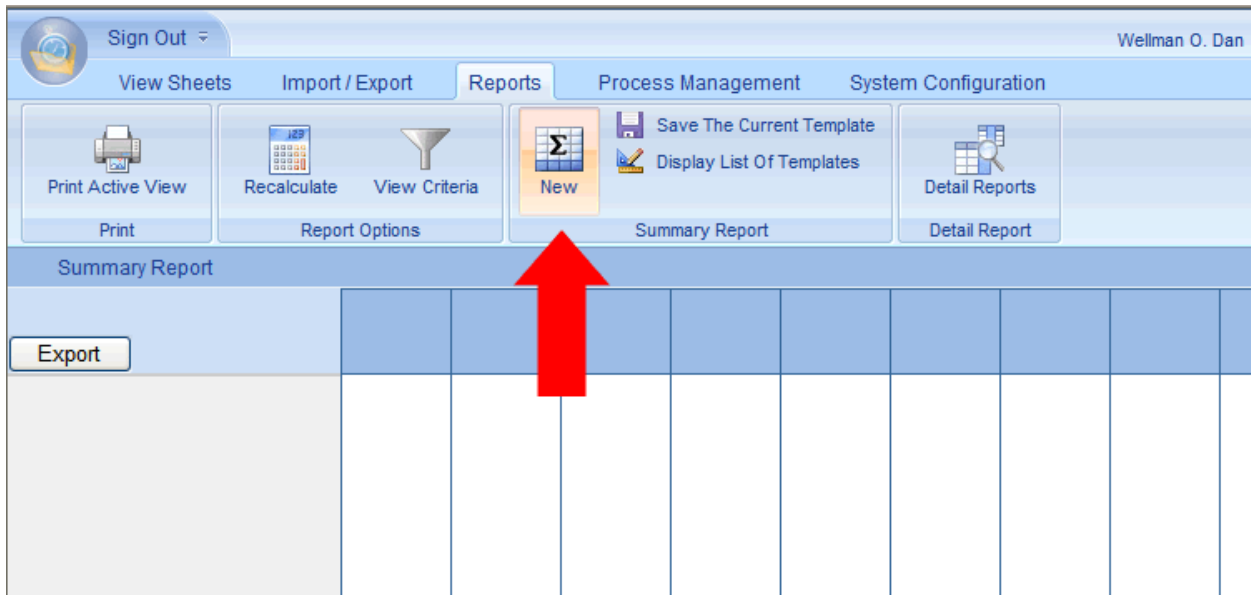 Sign Out
Wellman O. Dan
View Sheets Import / Export Reports Process Management System Configuration
Print Active View
Recalculate
View Criteria
New
Save The Current Template
Display List Of Templates
Detail Reports
Print
Report Options
Summary Report
Detail Report
Summary Report
Export